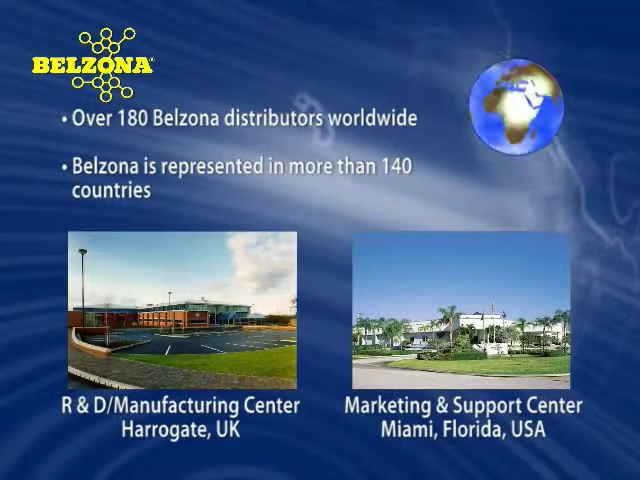 BELZONA
• Over 180 Belzona distributors worldwide
• Belzona is represented in more than 140
countries
R & D/Manufacturing Center
Harrogate, UK
Marketing & Support Center
Miami, Florida, USA